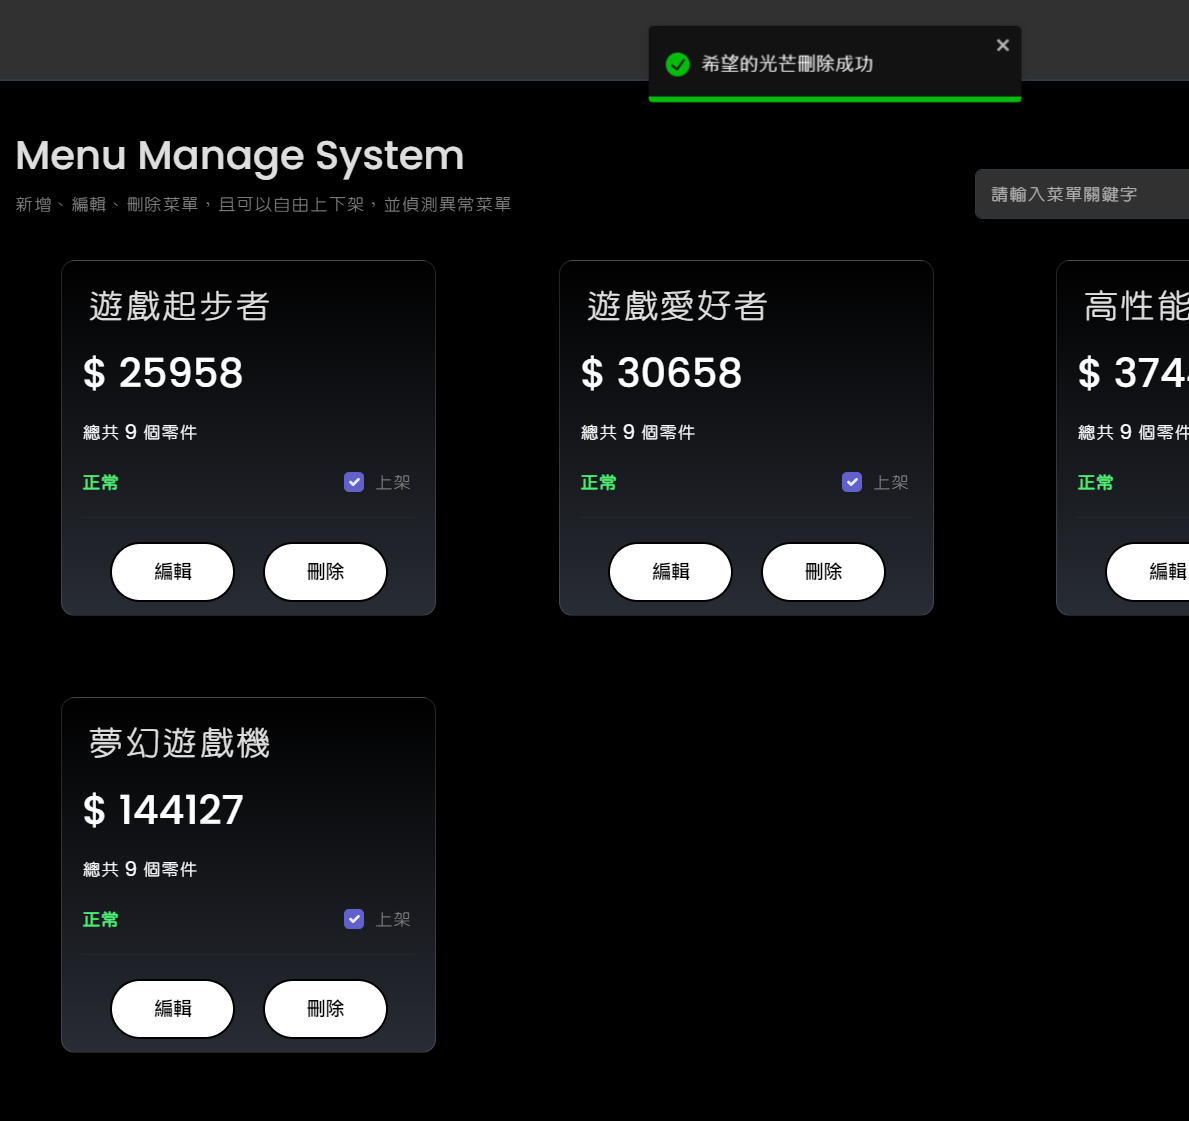 希望的光芒刪除成功
Menu Manage System
新增、編輯、刪除菜單，且可以自由上下架，並偵測異常菜單
請輸入菜單關鍵字
遊戲起步者
$ 25958
總共 9 個零件
正常
上架
編輯
刪除
遊戲愛好者
$ 30658
總共 9 個零件
正常
上架
編輯
刪除
高性能
$ 374
總共 9 個零件
正常
編輯
夢幻遊戲機
$ 144127
總共 9 個零件
正常
上架
編輯
刪除